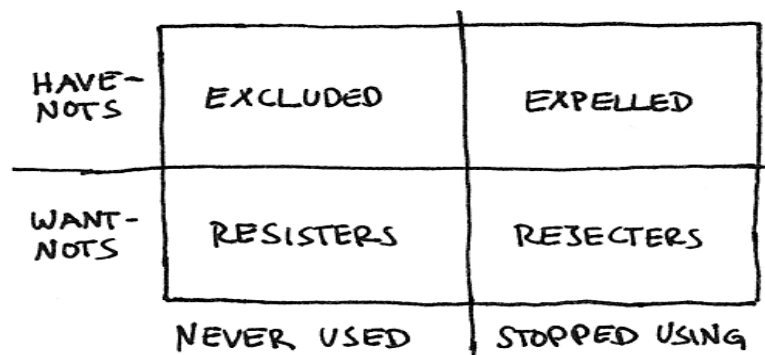 HAVE-
NOTS
EXCLUDED
EXPELLED
WANT-
NOTS
RESISTERS
REJECTERS
NEVER USED
STOPPED USING